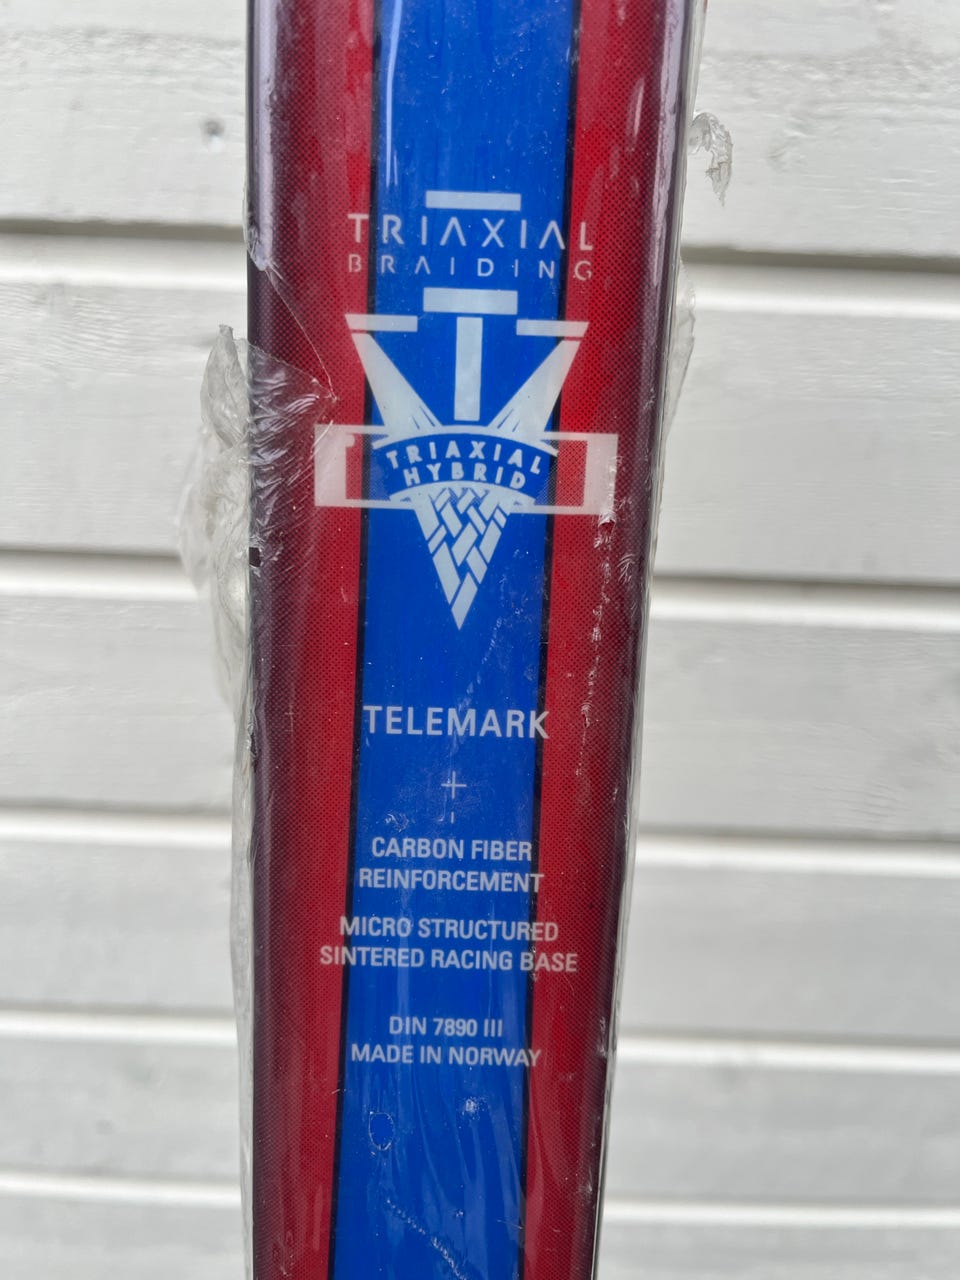 TRIAXIAL
BRAIDING
TRIAXIAL
HYBRID
TELEMARK
+
CARBON FIBER
REINFORCEMENT
MICRO STRUCTURED
SINTERED RACING BASE
DIN 7890 III
MADE IN NORWAY